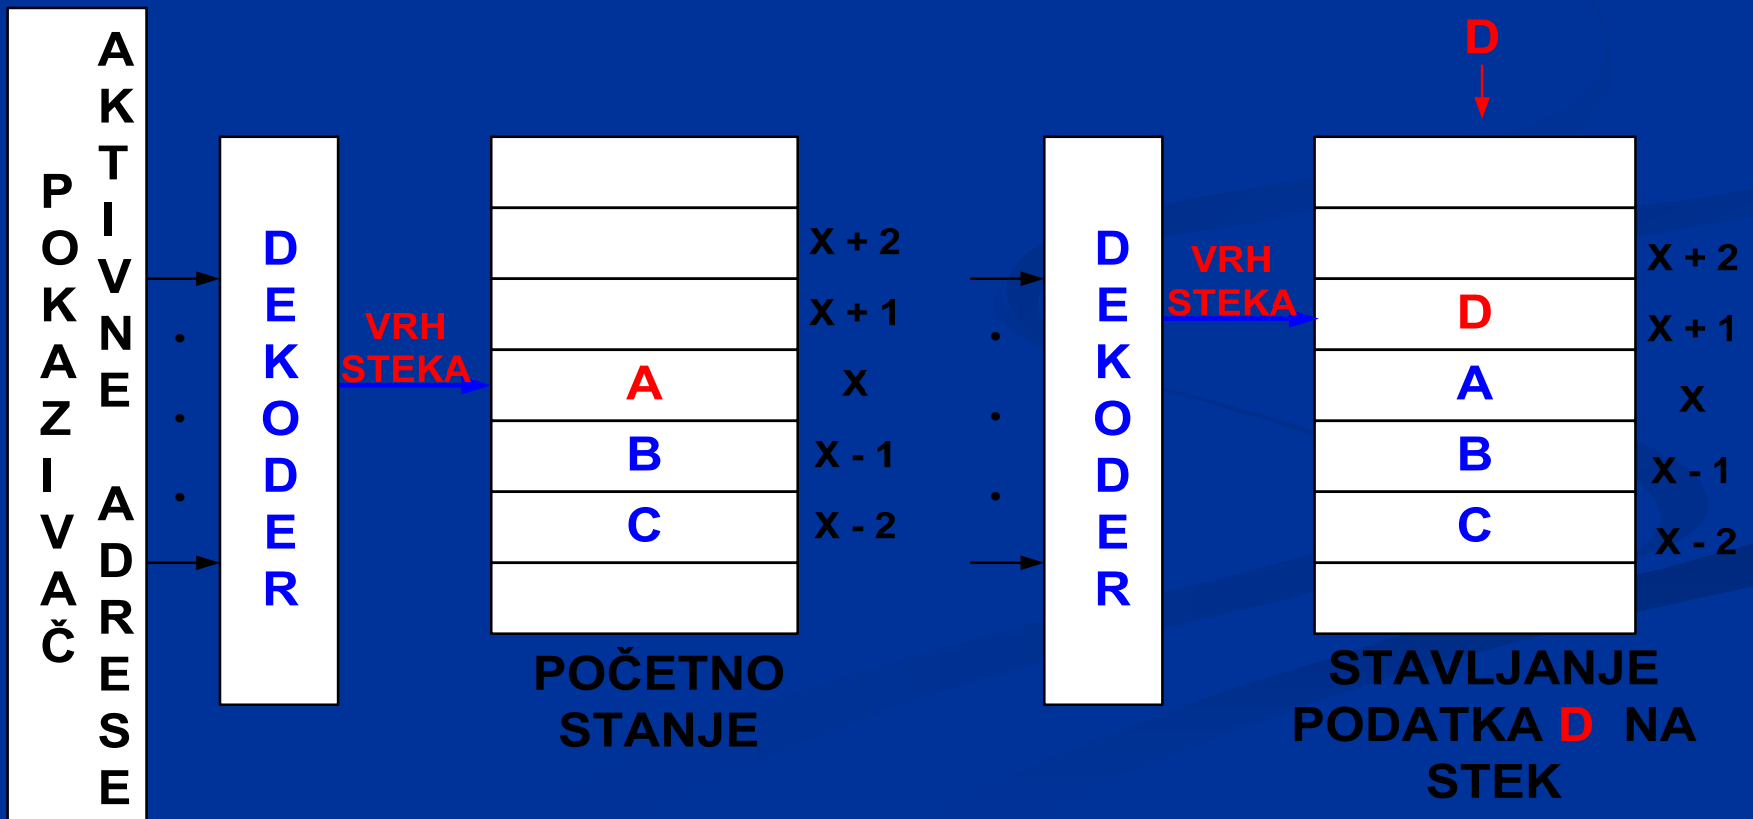 POKAZIVAČ
AKTIVNE ADRESE
DEKODER
VRH
STEKA
A
B
C
X + 2
X + 1
X
X - 1
X - 2
POČETNO
STANJE
DEKODER
VRH
STEKA
D
D
A
B
C
X + 2
X + 1
X
X - 1
X - 2
STAVLJANJE
PODATKA D NA
STEK